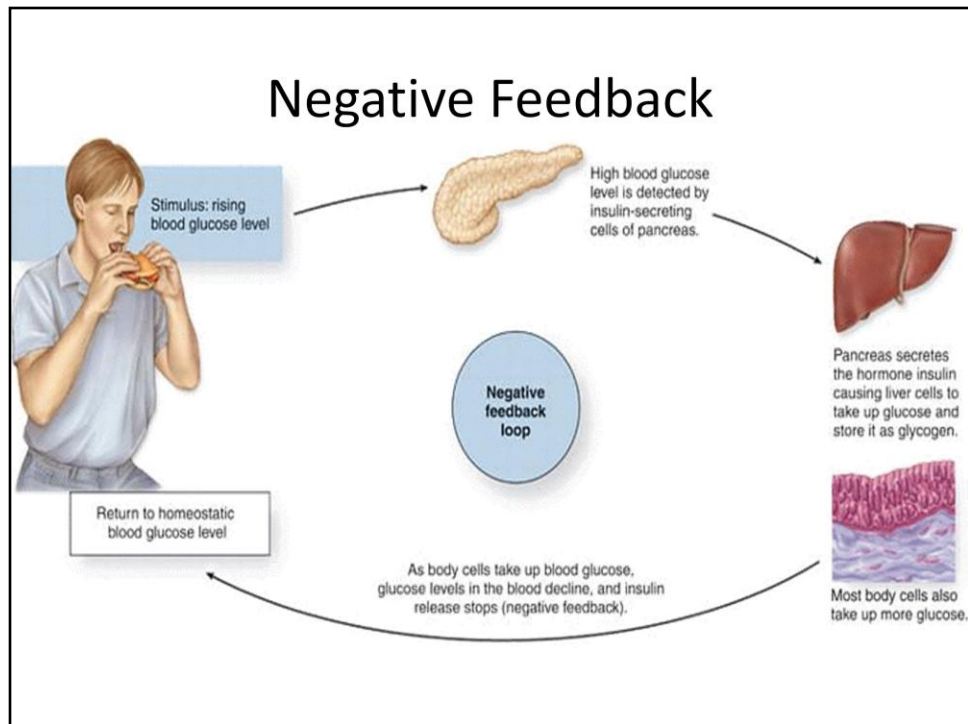 Negative Feedback
Stimulus: rising
blood glucose level
High blood glucose
level is detected by
insulin-secreting
cells of pancreas.
Pancreas secretes
the hormone insulin
causing liver cells to
take up glucose and
store it as glycogen.
Negative
feedback
loop
Most body cells also
take up more glucose.
As body cells take up blood glucose,
glucose levels in the blood decline, and insulin
release stops (negative feedback).
Return to homeostatic
blood glucose level